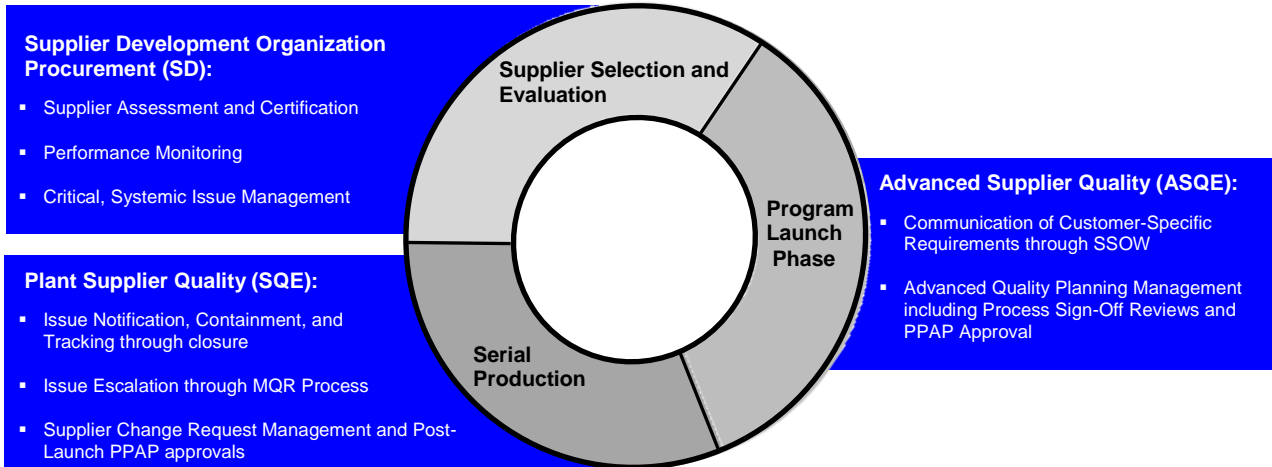 Supplier Development Organization
Procurement (SD):
▪ Supplier Assessment and Certification
▪ Performance Monitoring
▪ Critical, Systemic Issue Management
Supplier Selection and
Evaluation
Program
Launch
Phase
Advanced Supplier Quality (ASQE):
▪ Communication of Customer-Specific
Requirements through SSOW
▪ Advanced Quality Planning Management
including Process Sign-Off Reviews and
PPAP Approval
Plant Supplier Quality (SQE):
▪ Issue Notification, Containment, and
Tracking through closure
▪ Issue Escalation through MQR Process
▪ Supplier Change Request Management and Post-
Launch PPAP approvals
Serial
Production